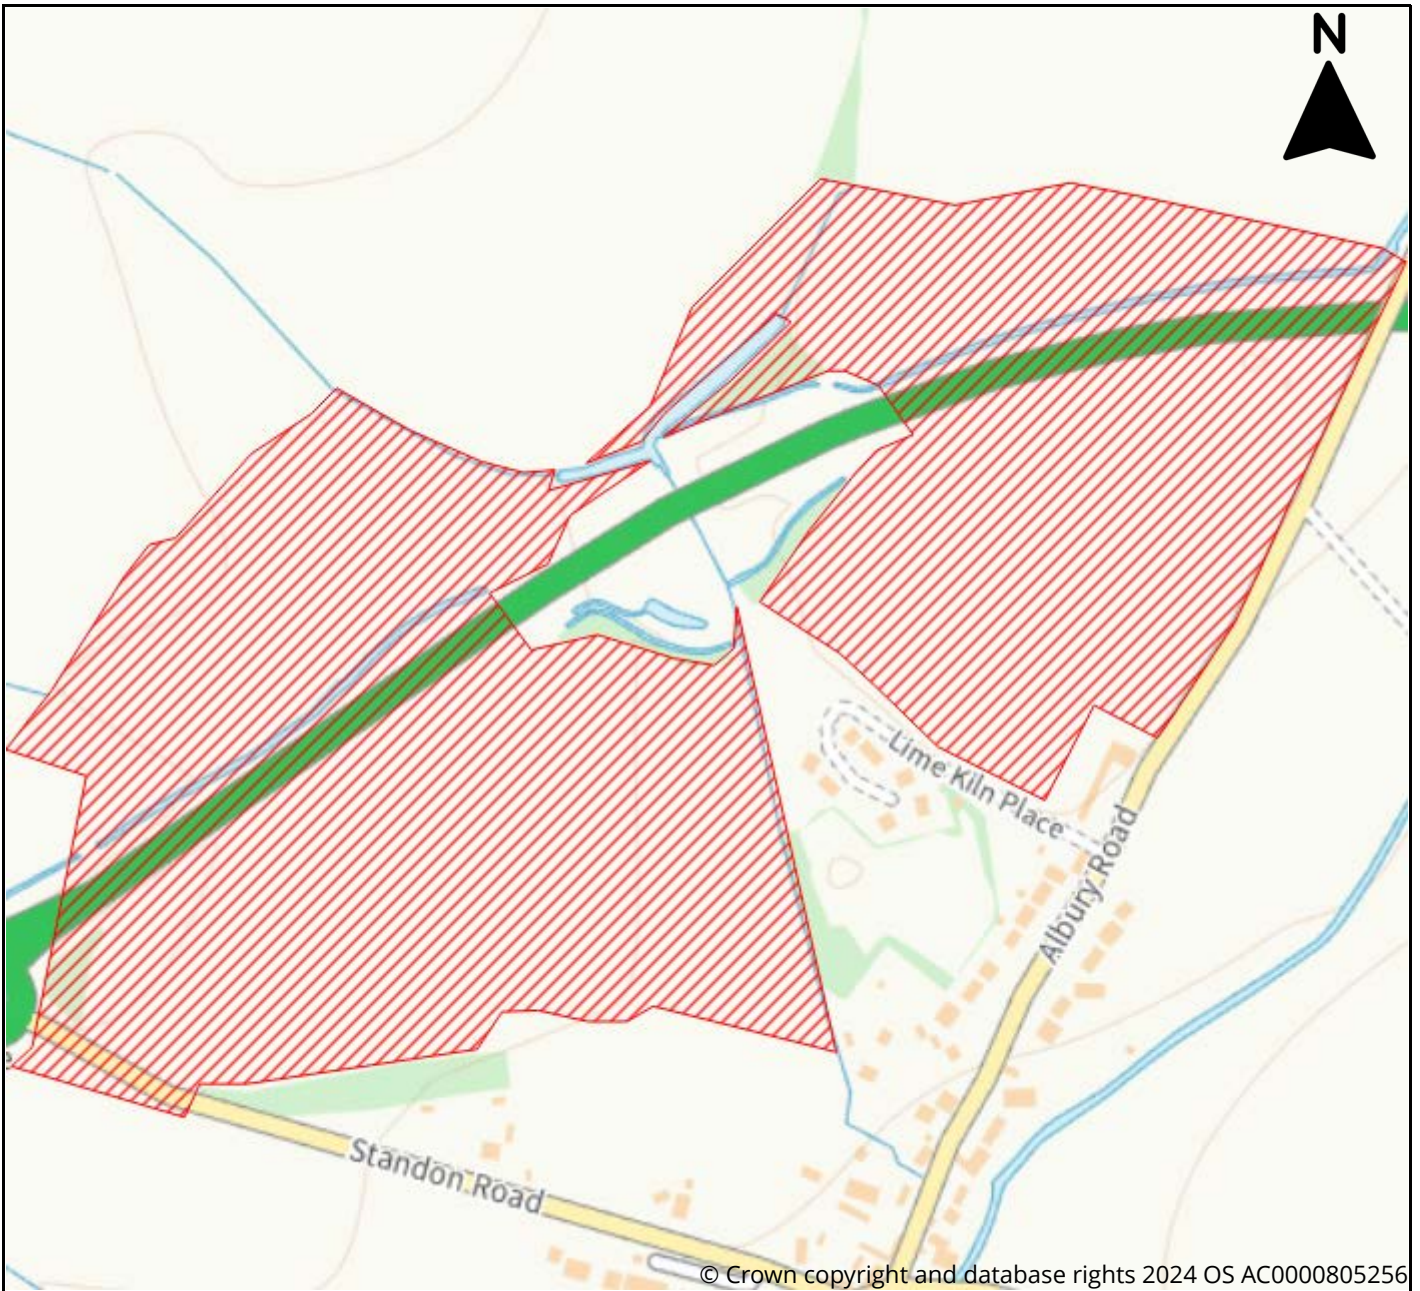 N
Lime Kiln Place
Albury Road
Standon Road
e
© Crown copyright and database rights 2024 OS AC0000805256